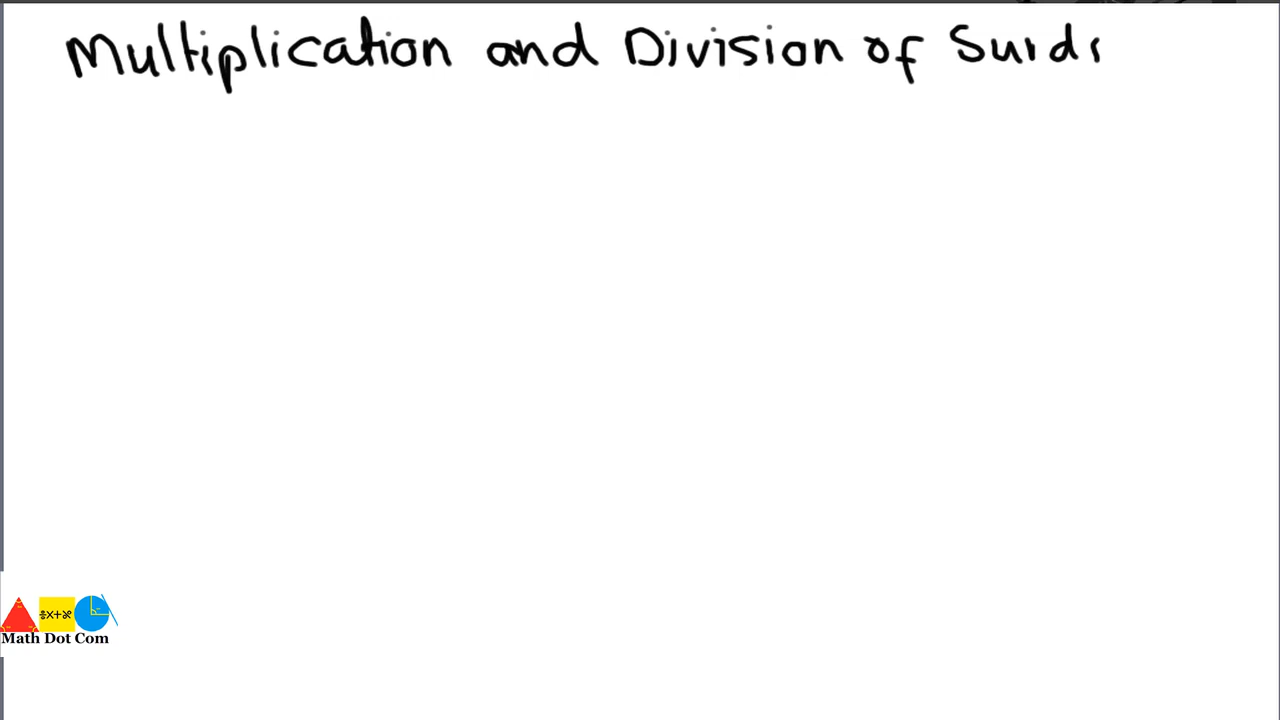 Multiplication and Division of Surds
÷×+
Math Dot Com